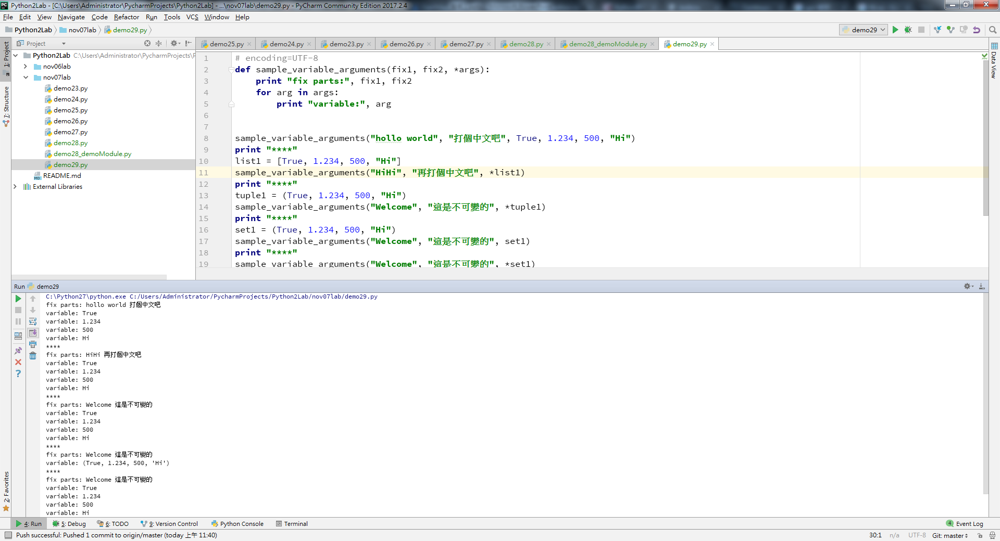 Python2Lab - [C:\Users\Administrator\PycharmProjects\Python2Lab] - ...\nov07lab\demo29.py - PyCharm Community Edition 2017.2.4
File Edit View Navigate Code Refactor Run Tools VCS Window Help
Python2Lab nov07lab demo29.py demo29
Project
demo25.py demo24.py demo23.py demo26.py demo27.py demo28.py demo28_demoModule.py demo29.py
1: Project
7: Structure
2: Favorites
Data View
Python2Lab C:\Users\Administrator\PycharmProjects\P
nov06lab
nov07lab
demo23.py
demo24.py
demo25.py
demo26.py
demo27.py
demo28.py
demo28_demoModule.py
demo29.py
README.md
External Libraries
1 # encoding=UTF-8
2 def sample_variable_arguments(fix1, fix2, *args):
3 print "fix parts:", fix1, fix2
4 for arg in args:
5 print "variable:", arg
6
7
8 sample_variable_arguments("hollo world", "打個中文吧", True, 1.234, 500, "Hi")
9 print "****"
10 list1 = [True, 1.234, 500, "Hi"]
11 sample_variable_arguments("HiHi", "再打個中文吧", *list1)
12 print "****"
13 tuple1 = (True, 1.234, 500, "Hi")
14 sample_variable_arguments("Welcome", "這是不可變的", *tuple1)
15 print "****"
16 set1 = (True, 1.234, 500, "Hi")
17 sample_variable_arguments("Welcome", "這是不可變的", set1)
18 print "****"
19 sample_variable_arguments("Welcome", "這是不可變的", *set1)
Run demo29
C:\Python27\python.exe C:/Users/Administrator/PycharmProjects/Python2Lab/nov07lab/demo29.py
fix parts: hollo world 打個中文吧
variable: True
variable: 1.234
variable: 500
variable: Hi
****
fix parts: HiHi 再打個中文吧
variable: True
variable: 1.234
variable: 500
variable: Hi
****
fix parts: Welcome 這是不可變的
variable: True
variable: 1.234
variable: 500
variable: Hi
****
fix parts: Welcome 這是不可變的
variable: (True, 1.234, 500, 'Hi')
****
fix parts: Welcome 這是不可變的
variable: True
variable: 1.234
variable: 500
variable: Hi
4: Run 5: Debug 6: TODO 9: Version Control Python Console Terminal 4 Event Log
Push successful: Pushed 1 commit to origin/master (today 上午 11:40) 30:1 n/a UTF-8 Git: master